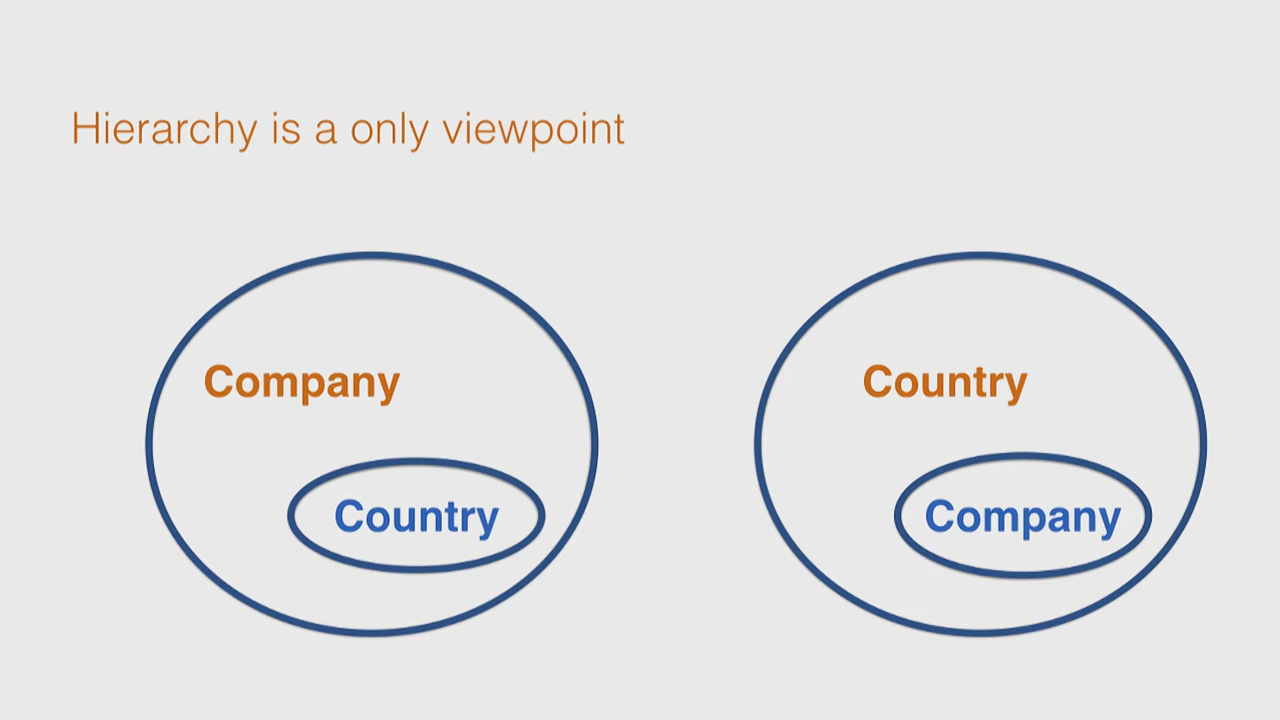 Hierarchy is a only viewpoint
Company
Country
Country
Company